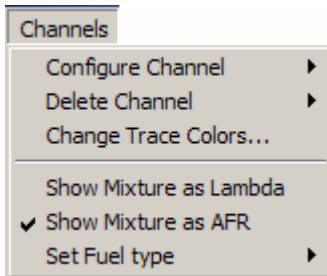 Channels
Configure Channel
Delete Channel
Change Trace Colors...
Show Mixture as Lambda
Show Mixture as AFR
Set Fuel type